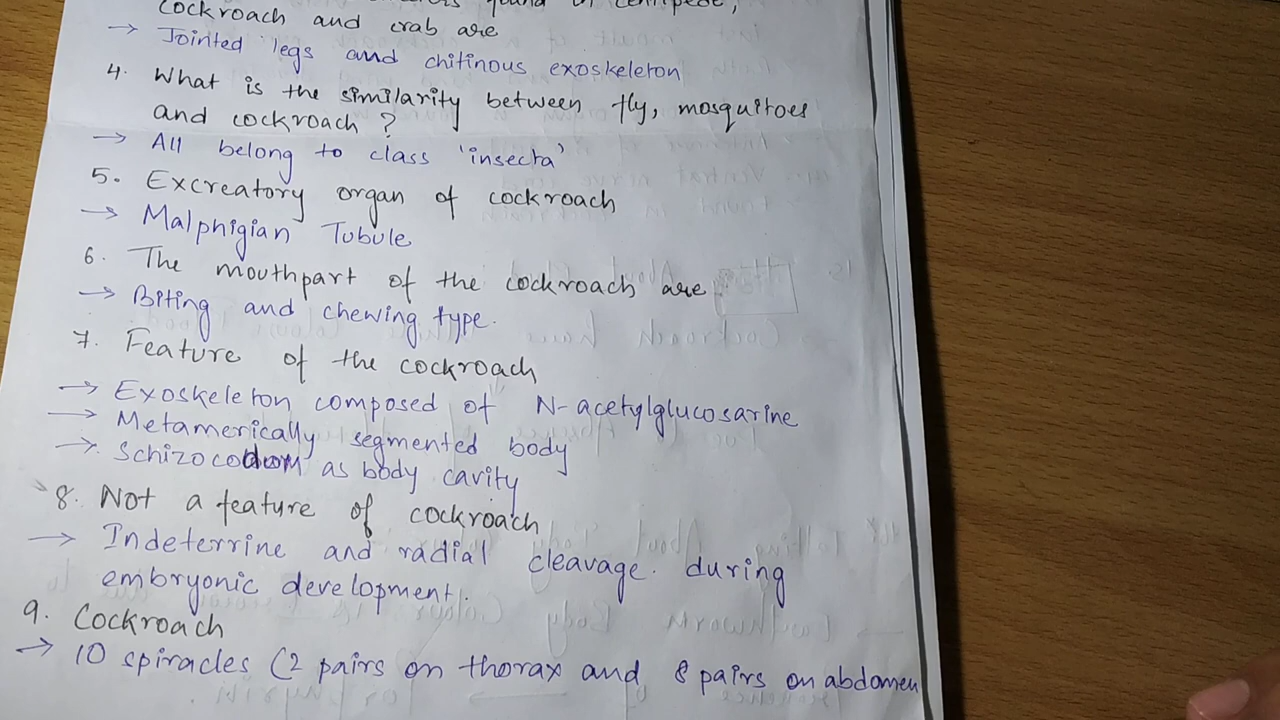 found in centipede,
cockroach and crab are
→ Jointed legs and chitinous exoskeleton
4. What is the similarity between fly, mosquitoes
and cockroach ?
→ All belong to class 'insecta'
5. Excreatory organ of cockroach
→ Malphigian Tubule
6. The mouthpart of the cockroach are
→ Biting and chewing type.
7. Feature of the cockroach
→ Exoskeleton composed of N-acetylglucosarine
→ Metamerically segmented body
→ Schizocodom as body cavity
8. Not a feature of cockroach
→ Indeterrine and radial cleavage during
embryonic development.
9. Cockroach
→ 10 spiracles (2 pairs on thorax and 8 pairs on abdomen